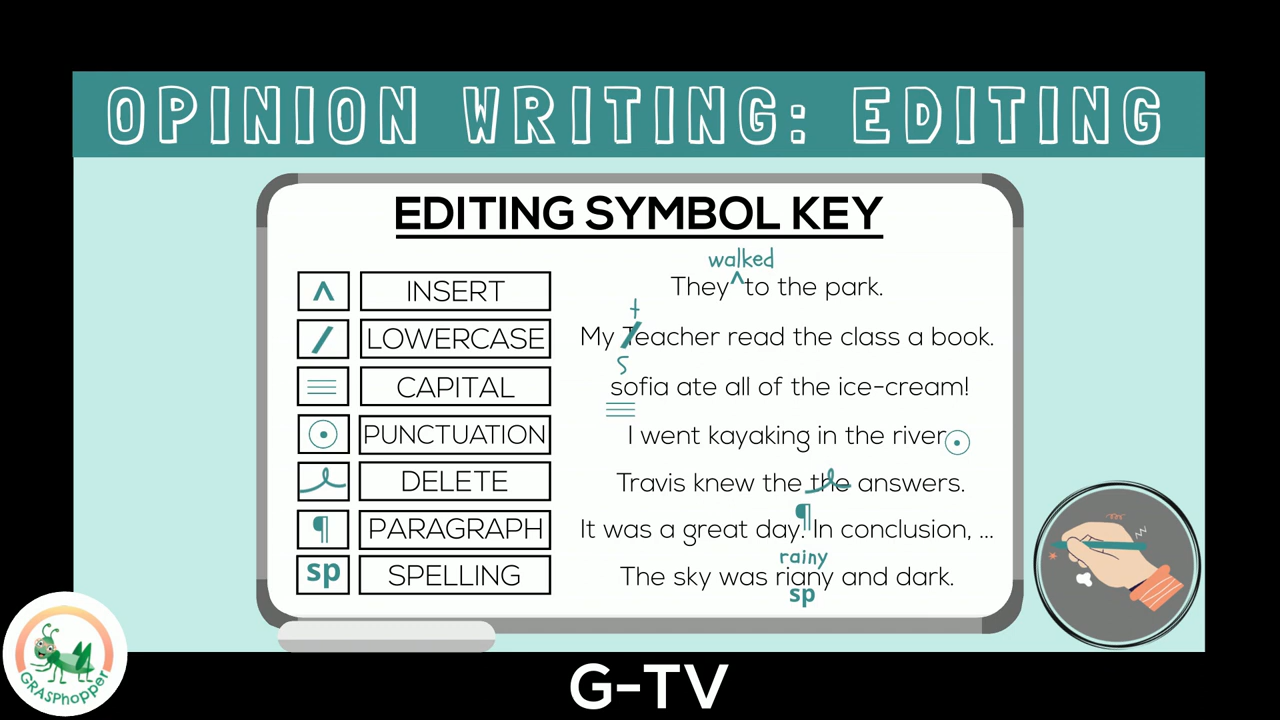 OPINION WRITING: EDITING
EDITING SYMBOL KEY
walked
^ INSERT They ^ to the park.
t
/ LOWERCASE My Teacher read the class a book.
S
≡ CAPITAL sofia ate all of the ice-cream!
⊙ PUNCTUATION I went kayaking in the river⊙
DELETE Travis knew the the answers.
¶ PARAGRAPH It was a great day.¶ In conclusion, ...
rainy
sp SPELLING The sky was riany and dark.
sp
GRASPhopper
G-TV